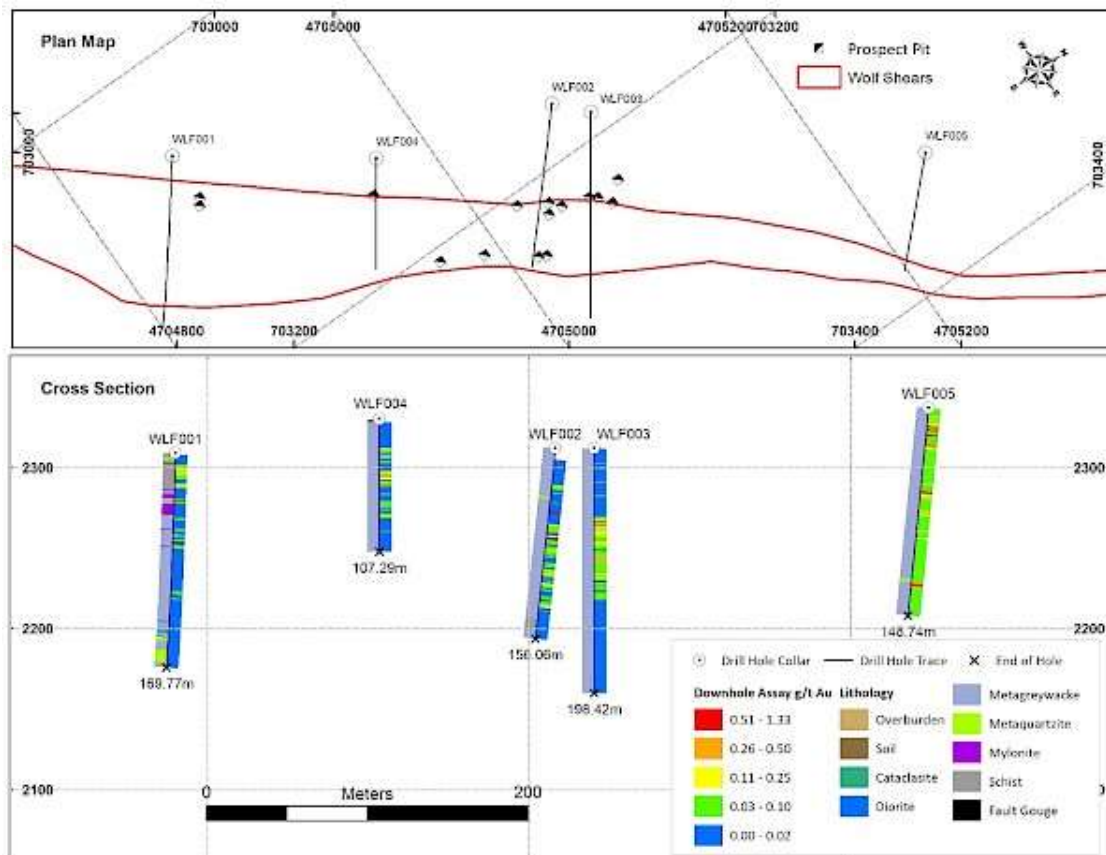 Plan Map
703000
4705000
4705200
703200
Prospect Pit
Wolf Shears
WLF001
WLF004
WLF002
WLF003
WLF005
703000
703400
4704800
703200
4705000
703400
4705200
Cross Section
WLF001
WLF004
WLF002
WLF003
WLF005
2300
2300
107.29m
2200
2200
169.77m
156.06m
148.74m
198.42m
2100
0
Meters
200
Drill Hole Collar
Drill Hole Trace
End of Hole
Downhole Assay g/t Au
Lithology
0.51 - 1.33
0.26 - 0.50
0.11 - 0.25
0.03 - 0.10
0.00 - 0.02
Overburden
Soil
Cataclasite
Diorite
Metagreywacke
Metaquartzite
Mylonite
Schist
Fault Gouge